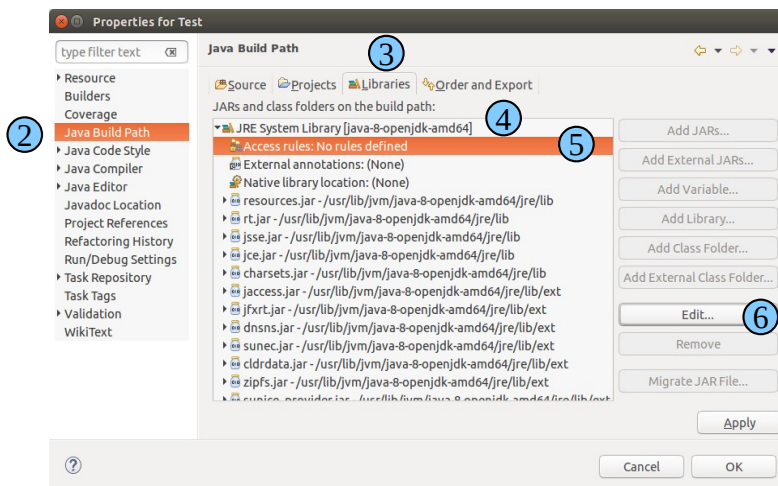 Properties for Test
type filter text
Resource
Builders
Coverage
2
Java Build Path
Java Code Style
Java Compiler
Java Editor
Javadoc Location
Project References
Refactoring History
Run/Debug Settings
Task Repository
Task Tags
Validation
WikiText
Java Build Path
3
Source Projects Libraries Order and Export
JARs and class folders on the build path:
4
JRE System Library [java-8-openjdk-amd64]
Access rules: No rules defined
5
External annotations: (None)
Native library location: (None)
resources.jar - /usr/lib/jvm/java-8-openjdk-amd64/jre/lib
rt.jar - /usr/lib/jvm/java-8-openjdk-amd64/jre/lib
jsse.jar - /usr/lib/jvm/java-8-openjdk-amd64/jre/lib
jce.jar - /usr/lib/jvm/java-8-openjdk-amd64/jre/lib
charsets.jar - /usr/lib/jvm/java-8-openjdk-amd64/jre/lib
jaccess.jar - /usr/lib/jvm/java-8-openjdk-amd64/jre/lib/ext
jfxrt.jar - /usr/lib/jvm/java-8-openjdk-amd64/jre/lib/ext
dnsns.jar - /usr/lib/jvm/java-8-openjdk-amd64/jre/lib/ext
sunec.jar - /usr/lib/jvm/java-8-openjdk-amd64/jre/lib/ext
cldrdata.jar - /usr/lib/jvm/java-8-openjdk-amd64/jre/lib/ext
zipfs.jar - /usr/lib/jvm/java-8-openjdk-amd64/jre/lib/ext
Add JARs...
Add External JARs...
Add Variable...
Add Library...
Add Class Folder...
Add External Class Folder...
Edit...
6
Remove
Migrate JAR File...
Apply
?
Cancel
OK